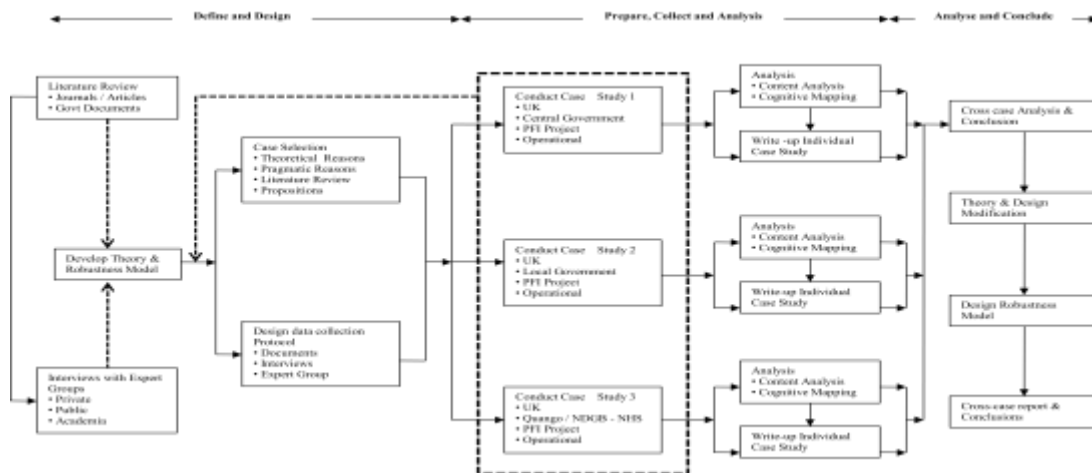 Define and Design
Prepare, Collect and Analysis
Analyse and Conclude
Literature Review
• Journals / Articles
• Govt Documents
Develop Theory &
Robustness Model
Interviews with Expert
Groups
• Private
• Public
• Academia
Case Selection
• Theoretical Reasons
• Pragmatic Reasons
• Literature Review
• Propositions
Design data collection
Protocol
• Documents
• Interviews
• Expert Group
Conduct Case Study 1
• UK
• Central Government
• PFI Project
• Operational
Conduct Case Study 2
• UK
• Local Government
• PFI Project
• Operational
Conduct Case Study 3
• UK
• Quango / NDGB - NHS
• PFI Project
• Operational
Analysis
• Content Analysis
• Cognitive Mapping
Write -up Individual
Case Study
Analysis
• Content Analysis
• Cognitive Mapping
Write-up Individual
Case Study
Analysis
• Content Analysis
• Cognitive Mapping
Write-up Individual
Case Study
Cross-case Analysis &
Conclusion
Theory & Design
Modification
Design Robustness
Model
Cross-case report &
Conclusions